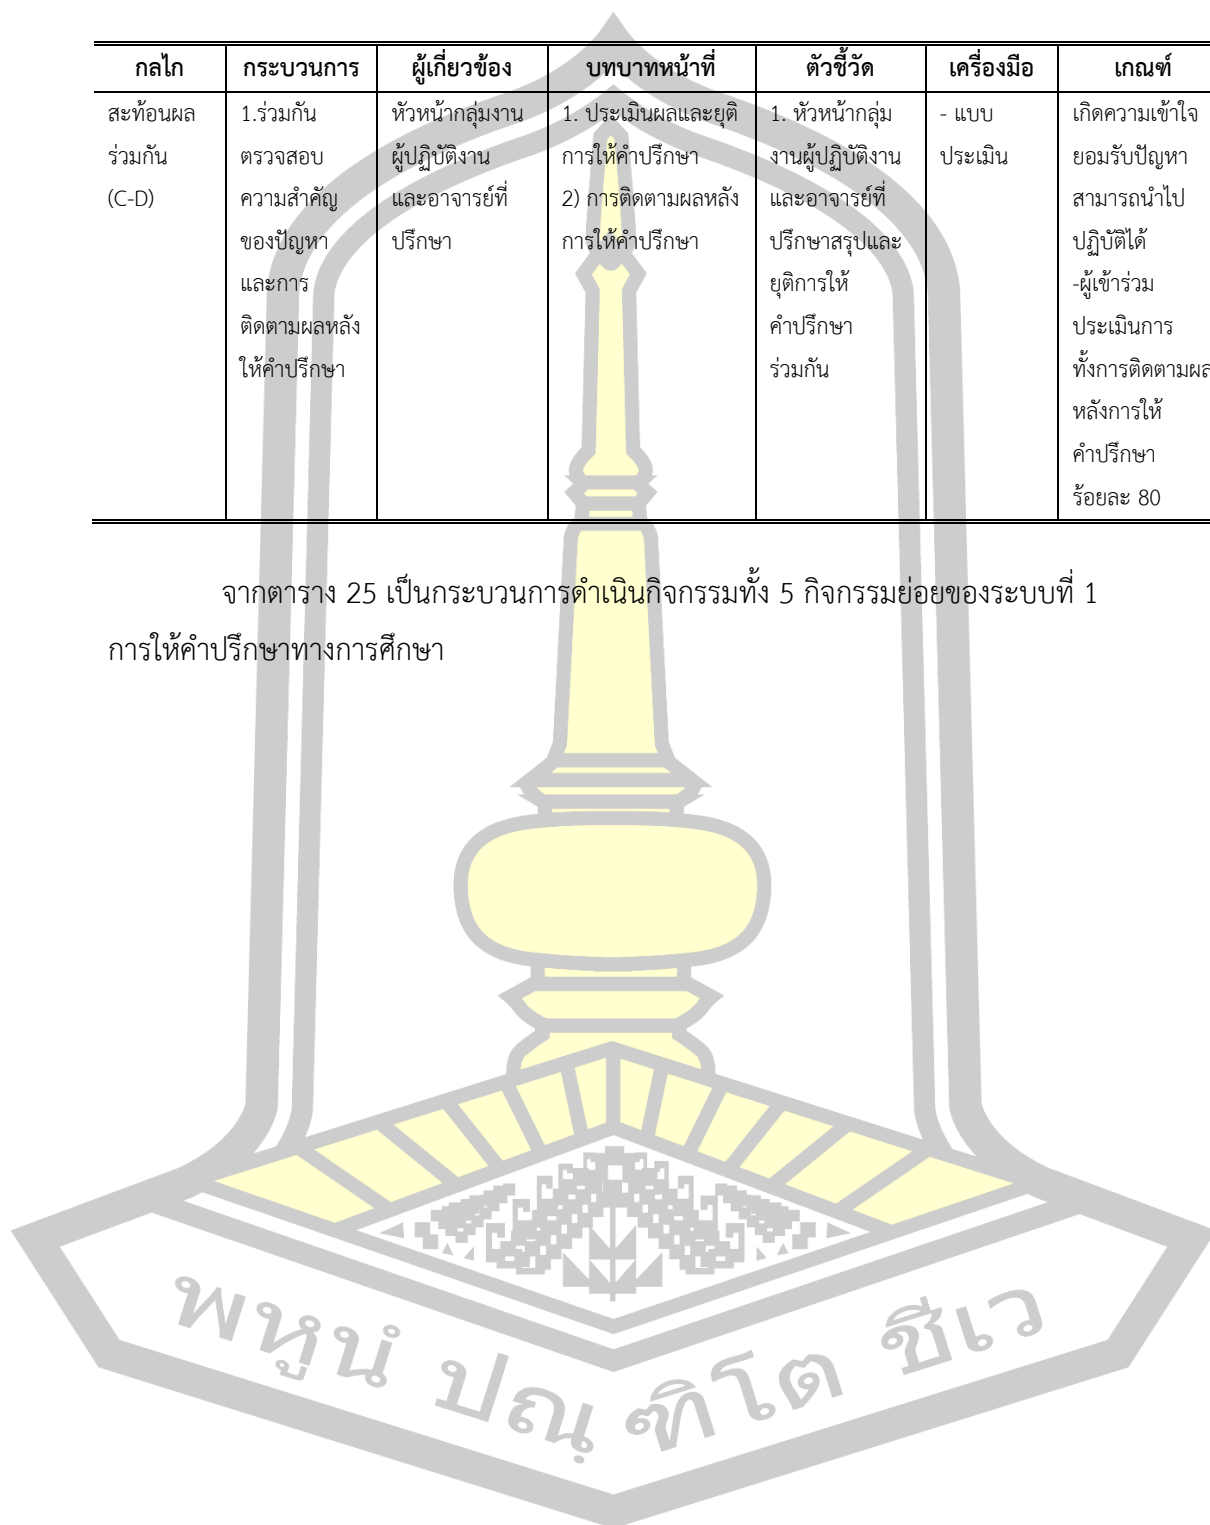 กลไก กระบวนการ ผู้เกี่ยวข้อง บทบาทหน้าที่ ตัวชี้วัด เครื่องมือ เกณฑ์
สะท้อนผล 1.ร่วมกัน หัวหน้ากลุ่มงาน 1. ประเมินผลและยุติ 1. หัวหน้ากลุ่ม - แบบ เกิดความเข้าใจ
ร่วมกัน ตรวจสอบ ผู้ปฏิบัติงาน การให้คำปรึกษา งานผู้ปฏิบัติงาน ประเมิน ยอมรับปัญหา
(C-D) ความสำคัญ และอาจารย์ที่ 2) การติดตามผลหลัง และอาจารย์ที่ สามารถนำไป
ของปัญหา ปรึกษา การให้คำปรึกษา ปรึกษาสรุปและ ปฏิบัติได้
และการ ยุติการให้ -ผู้เข้าร่วม
ติดตามผลหลัง คำปรึกษา ประเมินการ
ให้คำปรึกษา ร่วมกัน ทั้งการติดตามผล
หลังการให้
คำปรึกษา
ร้อยละ 80
จากตาราง 25 เป็นกระบวนการดำเนินกิจกรรมทั้ง 5 กิจกรรมย่อยของระบบที่ 1
การให้คำปรึกษาทางการศึกษา
พหูนํ ปณฺฑิโต ชีเว